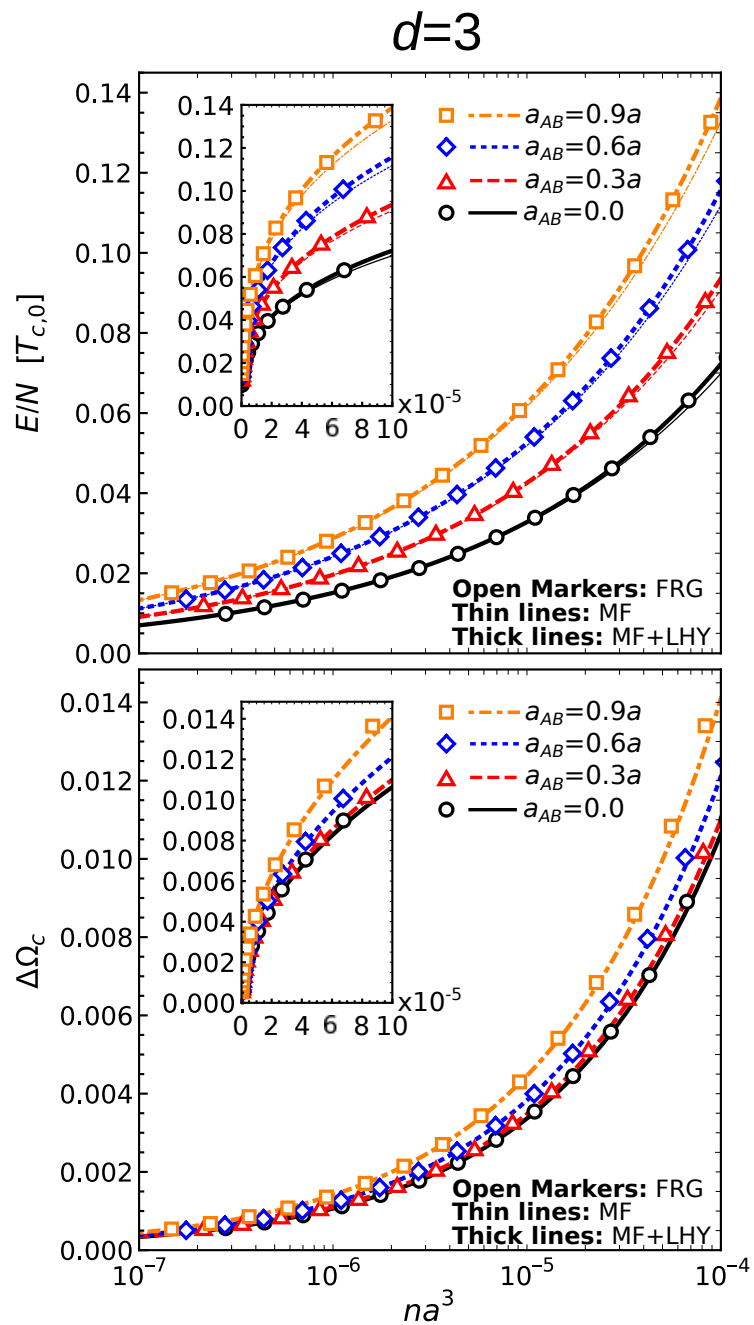 d=3
E/N [T_{c,0}]
0.14
0.12
0.10
0.08
0.06
0.04
0.02
0.00
0.14
0.12
0.10
0.08
0.06
0.04
0.02
0.00
0 2 4 6 8 10
x10^{-5}
a_{AB}=0.9a
a_{AB}=0.6a
a_{AB}=0.3a
a_{AB}=0.0
Open Markers: FRG
Thin lines: MF
Thick lines: MF+LHY
ΔΩ_c
0.014
0.012
0.010
0.008
0.006
0.004
0.002
0.000
0.014
0.012
0.010
0.008
0.006
0.004
0.002
0.000
0 2 4 6 8 10
x10^{-5}
a_{AB}=0.9a
a_{AB}=0.6a
a_{AB}=0.3a
a_{AB}=0.0
Open Markers: FRG
Thin lines: MF
Thick lines: MF+LHY
10^{-7} 10^{-6} 10^{-5} 10^{-4}
na^3